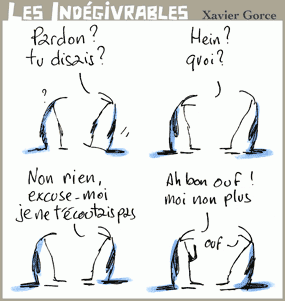 LES INDÉGIVRABLES Xavier Gorce
Pardon?
tu disais?
?
Hein?
quoi?
Non rien,
excuse-moi
je ne t'écoutais pas
Ah bon ouf!
moi non plus
OUF